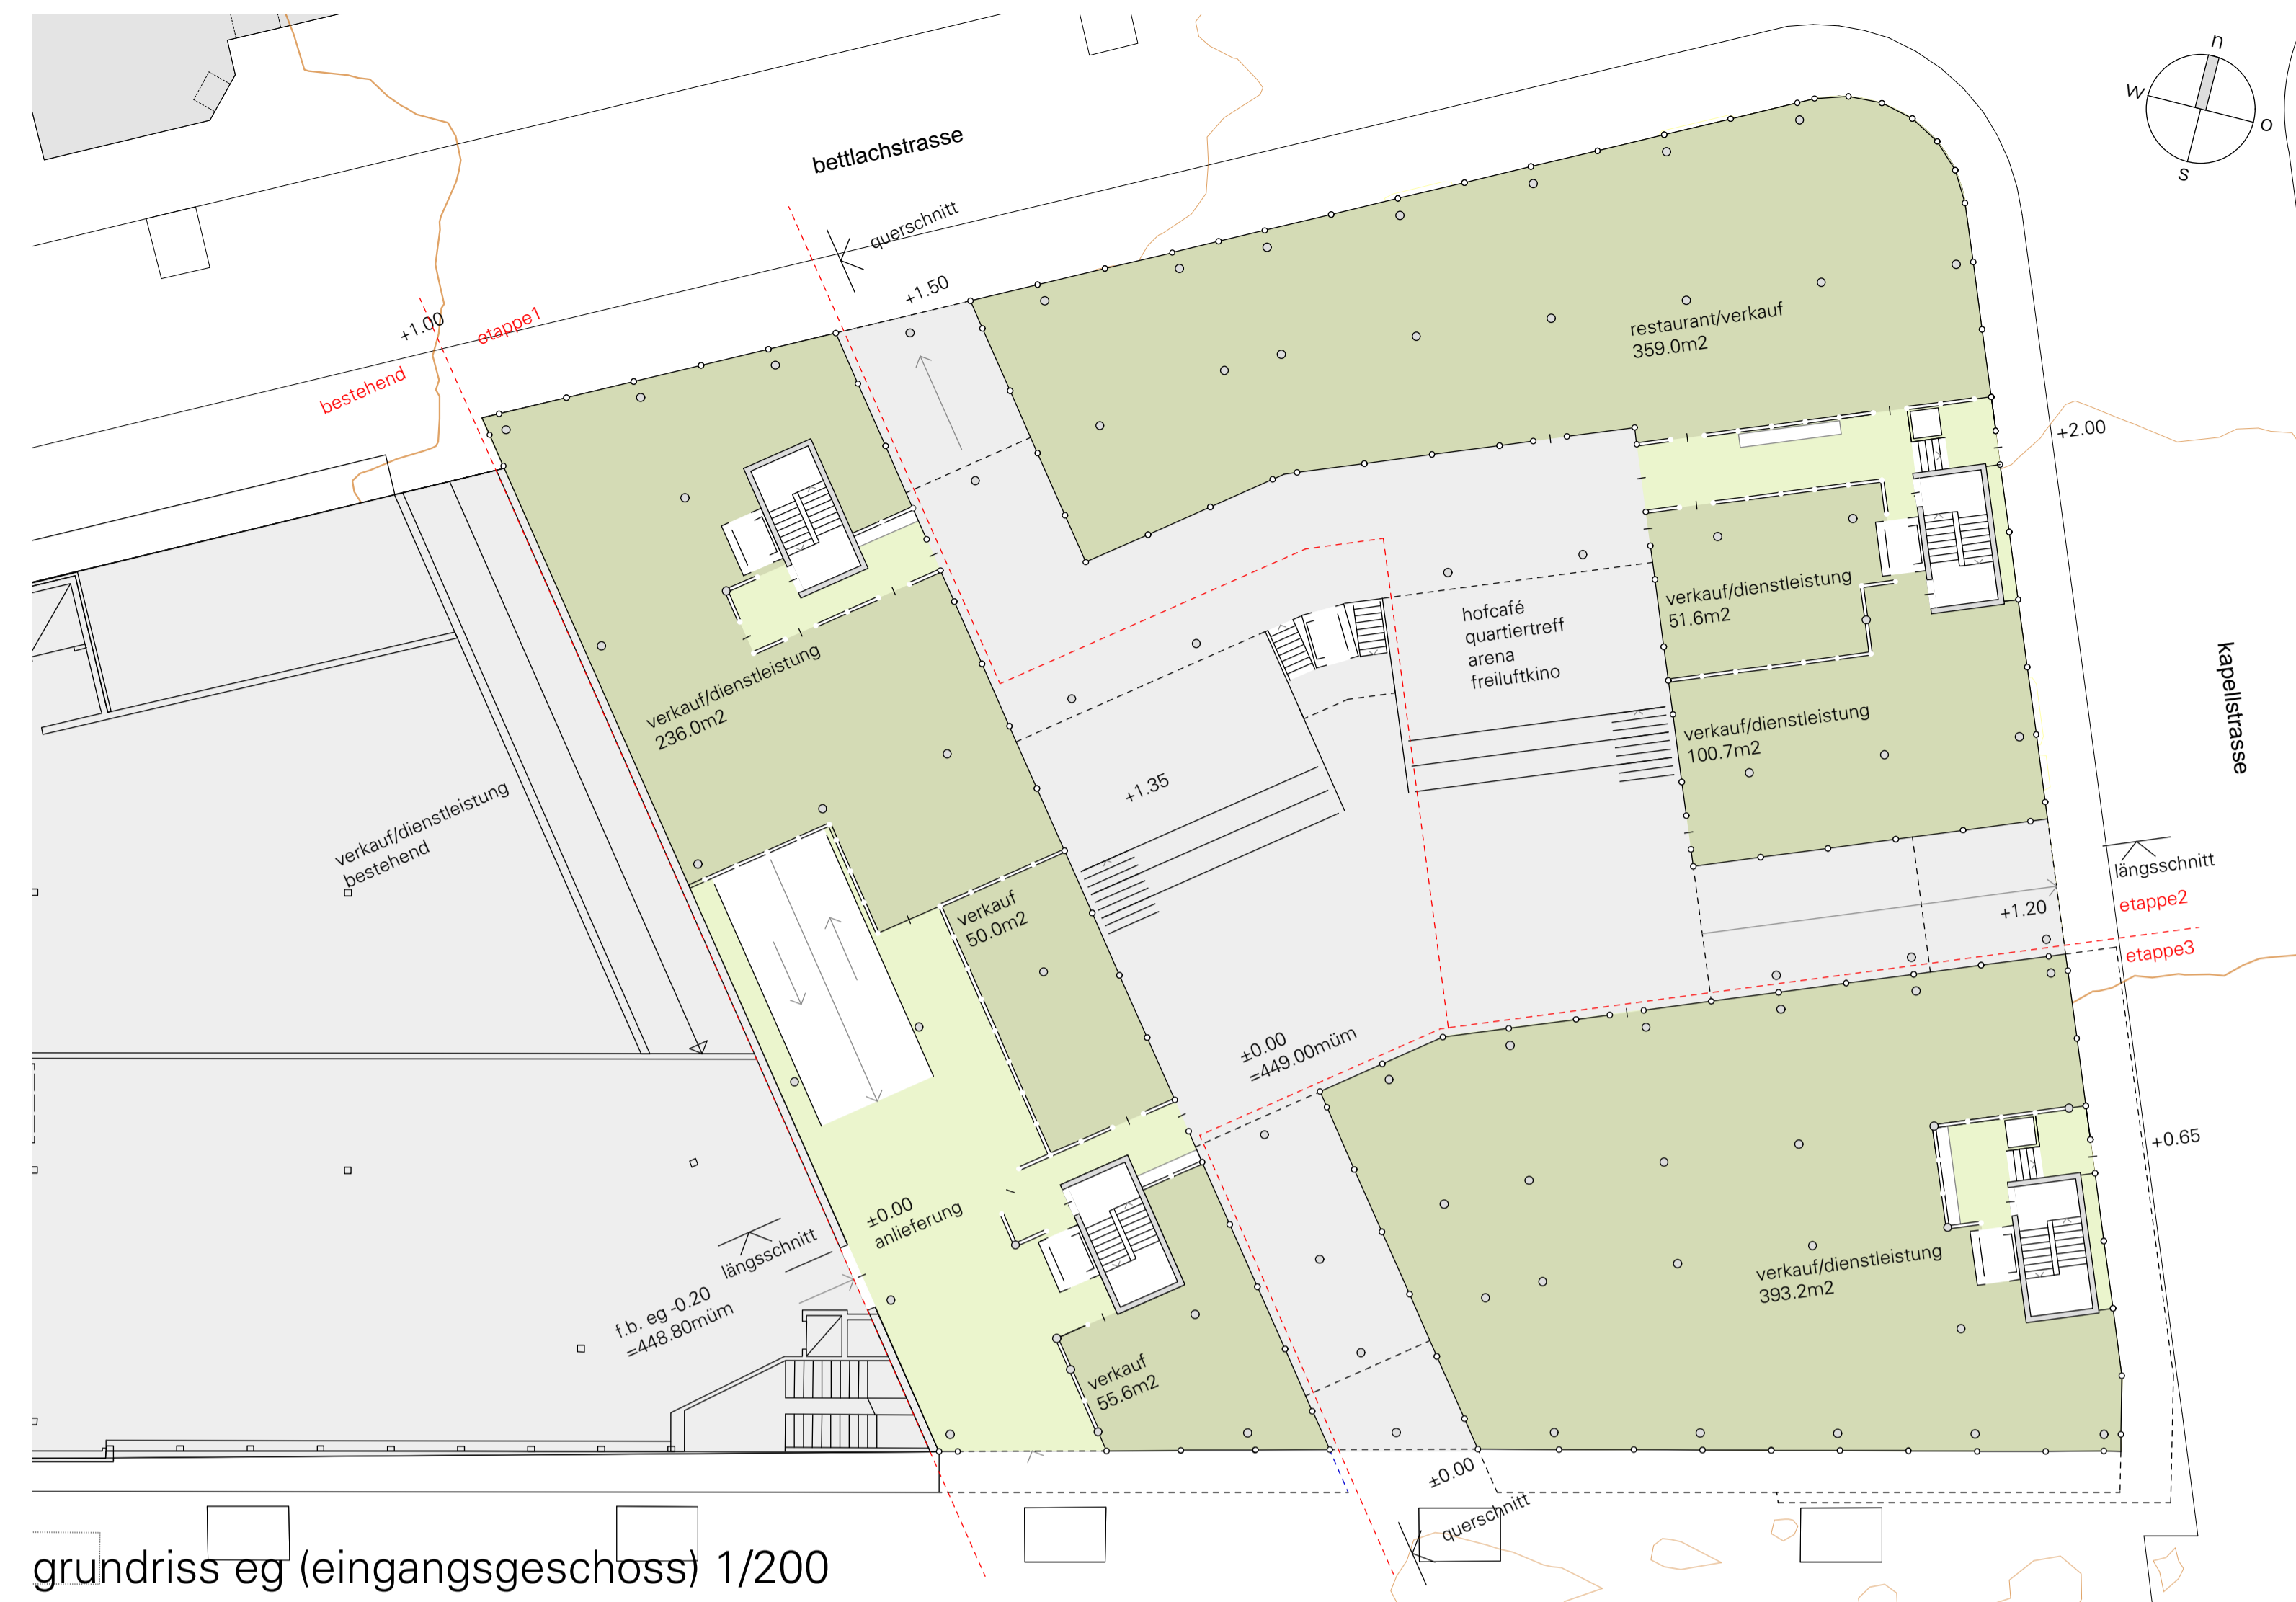 n
w
o
s
bettlachstrasse
querschnitt
+1.50
+1.00
etappe1
bestehend
restaurant/verkauf
359.0m2
+2.00
hofcafé
quartiertreff
arena
freiluftkino
verkauf/dienstleistung
51.6m2
verkauf/dienstleistung
236.0m2
verkauf/dienstleistung
100.7m2
kapellstrasse
+1.35
verkauf/dienstleistung
bestehend
verkauf
50.0m2
längsschnitt
etappe2
+1.20
etappe3
±0.00
=449.00müm
+0.65
±0.00
anlieferung
längsschnitt
verkauf/dienstleistung
393.2m2
f.b. eg -0.20
=448.80müm
verkauf
55.6m2
±0.00
querschnitt
grundriss eg (eingangsgeschoss) 1/200